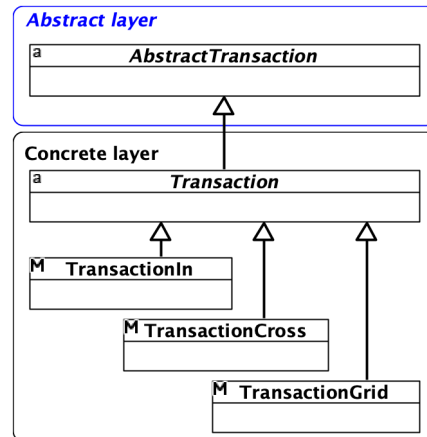 Abstract layer
a AbstractTransaction
Concrete layer
a Transaction
M TransactionIn
M TransactionCross
M TransactionGrid